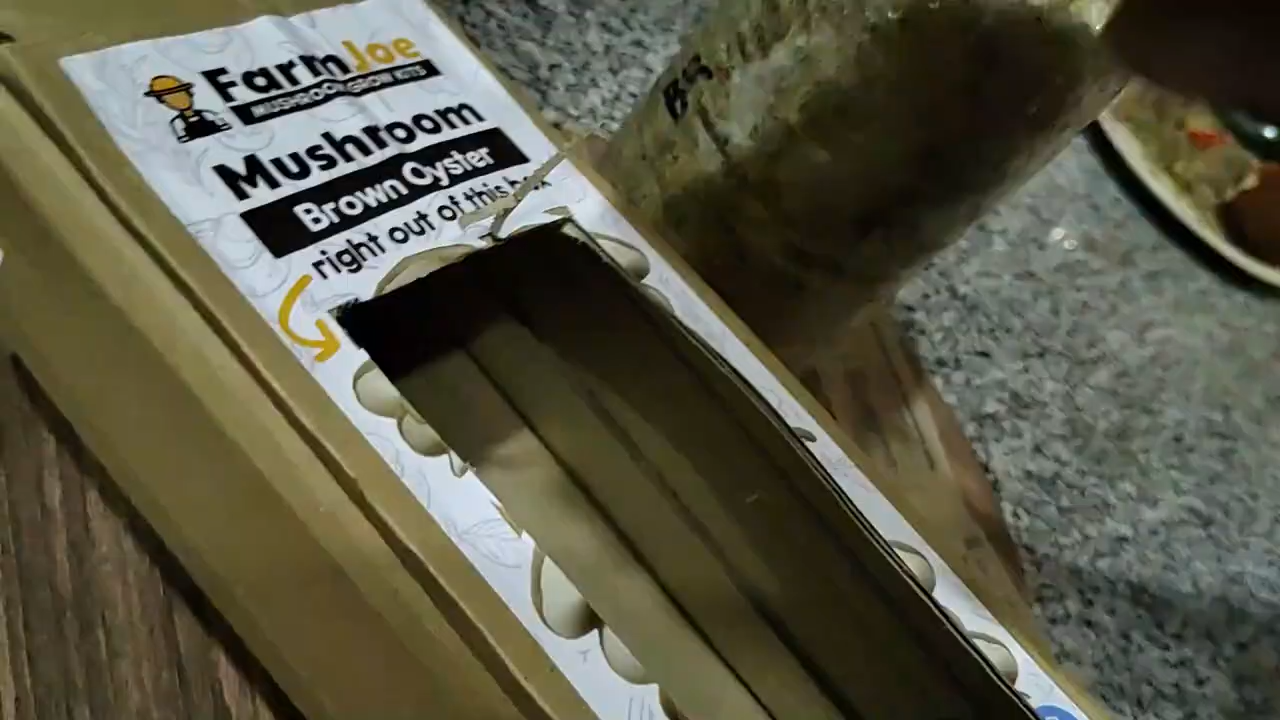 FarmJoe
MUSHROOM GROW KITS
Mushroom
Brown Oyster
right out of this box